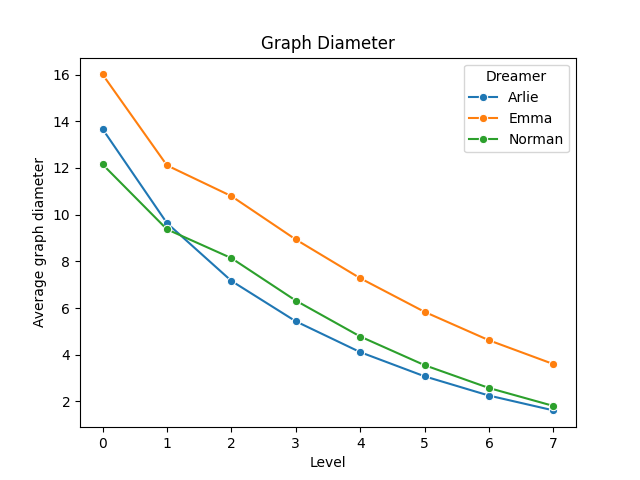 Graph Diameter
Dreamer
Arlie
Emma
Norman
Average graph diameter
16
14
12
10
8
6
4
2
0 1 2 3 4 5 6 7
Level